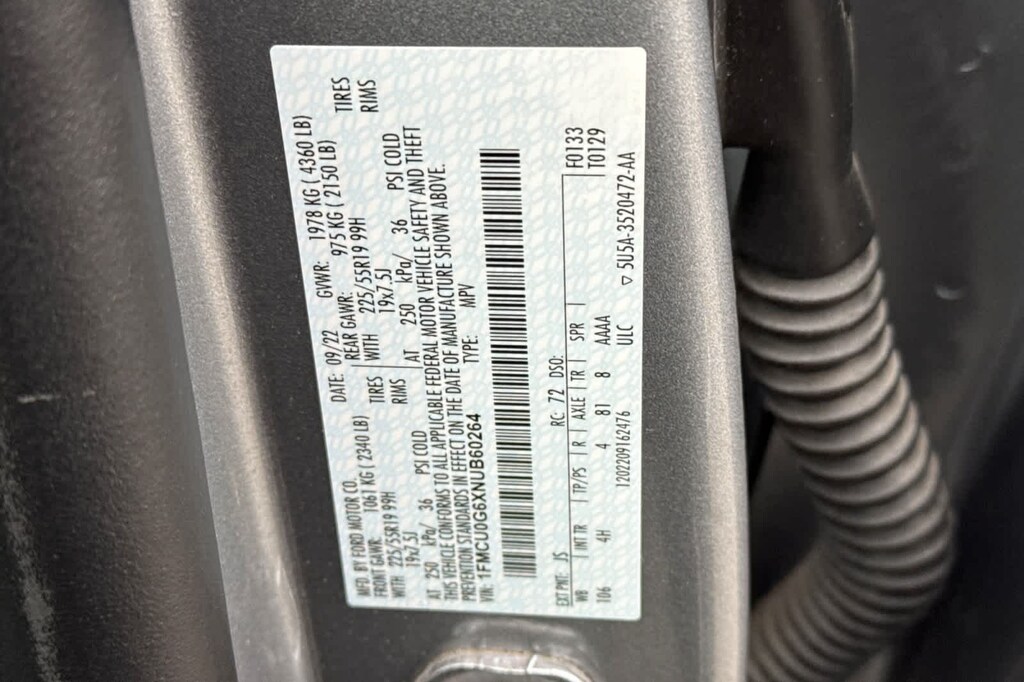 MFD. BY FORD MOTOR CO. DATE: 09/22 GVWR: 1978 KG ( 4360 LB)
FRONT GAWR: 1061 KG ( 2340 LB) REAR GAWR: 975 KG ( 2150 LB)
WITH 225/55R19 99H TIRES WITH 225/55R19 99H TIRES
19x7.5J RIMS 19x7.5J RIMS
AT 250 kPa/ 36 PSI COLD AT 250 kPa/ 36 PSI COLD
THIS VEHICLE CONFORMS TO ALL APPLICABLE FEDERAL MOTOR VEHICLE SAFETY AND THEFT
PREVENTION STANDARDS IN EFFECT ON THE DATE OF MANUFACTURE SHOWN ABOVE.
VIN: 1FMCU0G6XNUB60264 TYPE: MPV
EXT PNT: JS RC: 72 DSO: F0133
WB | INT TR | TP/PS | R | AXLE | TR | SPR T0129
106 4H 4 81 8 AAAA
1202209162476 ULC ▽ 5U5A-3520472-AA